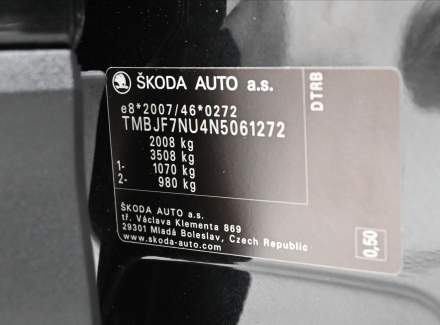 ŠKODA AUTO a.s.
e8*2007/46*0272
TMBJF7NU4N5061272
2008 kg
3508 kg
1- 1070 kg
2- 980 kg
ŠKODA AUTO a.s.
tř. Václava Klementa 869
29301 Mladá Boleslav, Czech Republic
www.skoda-auto.com
DTRB
0,50